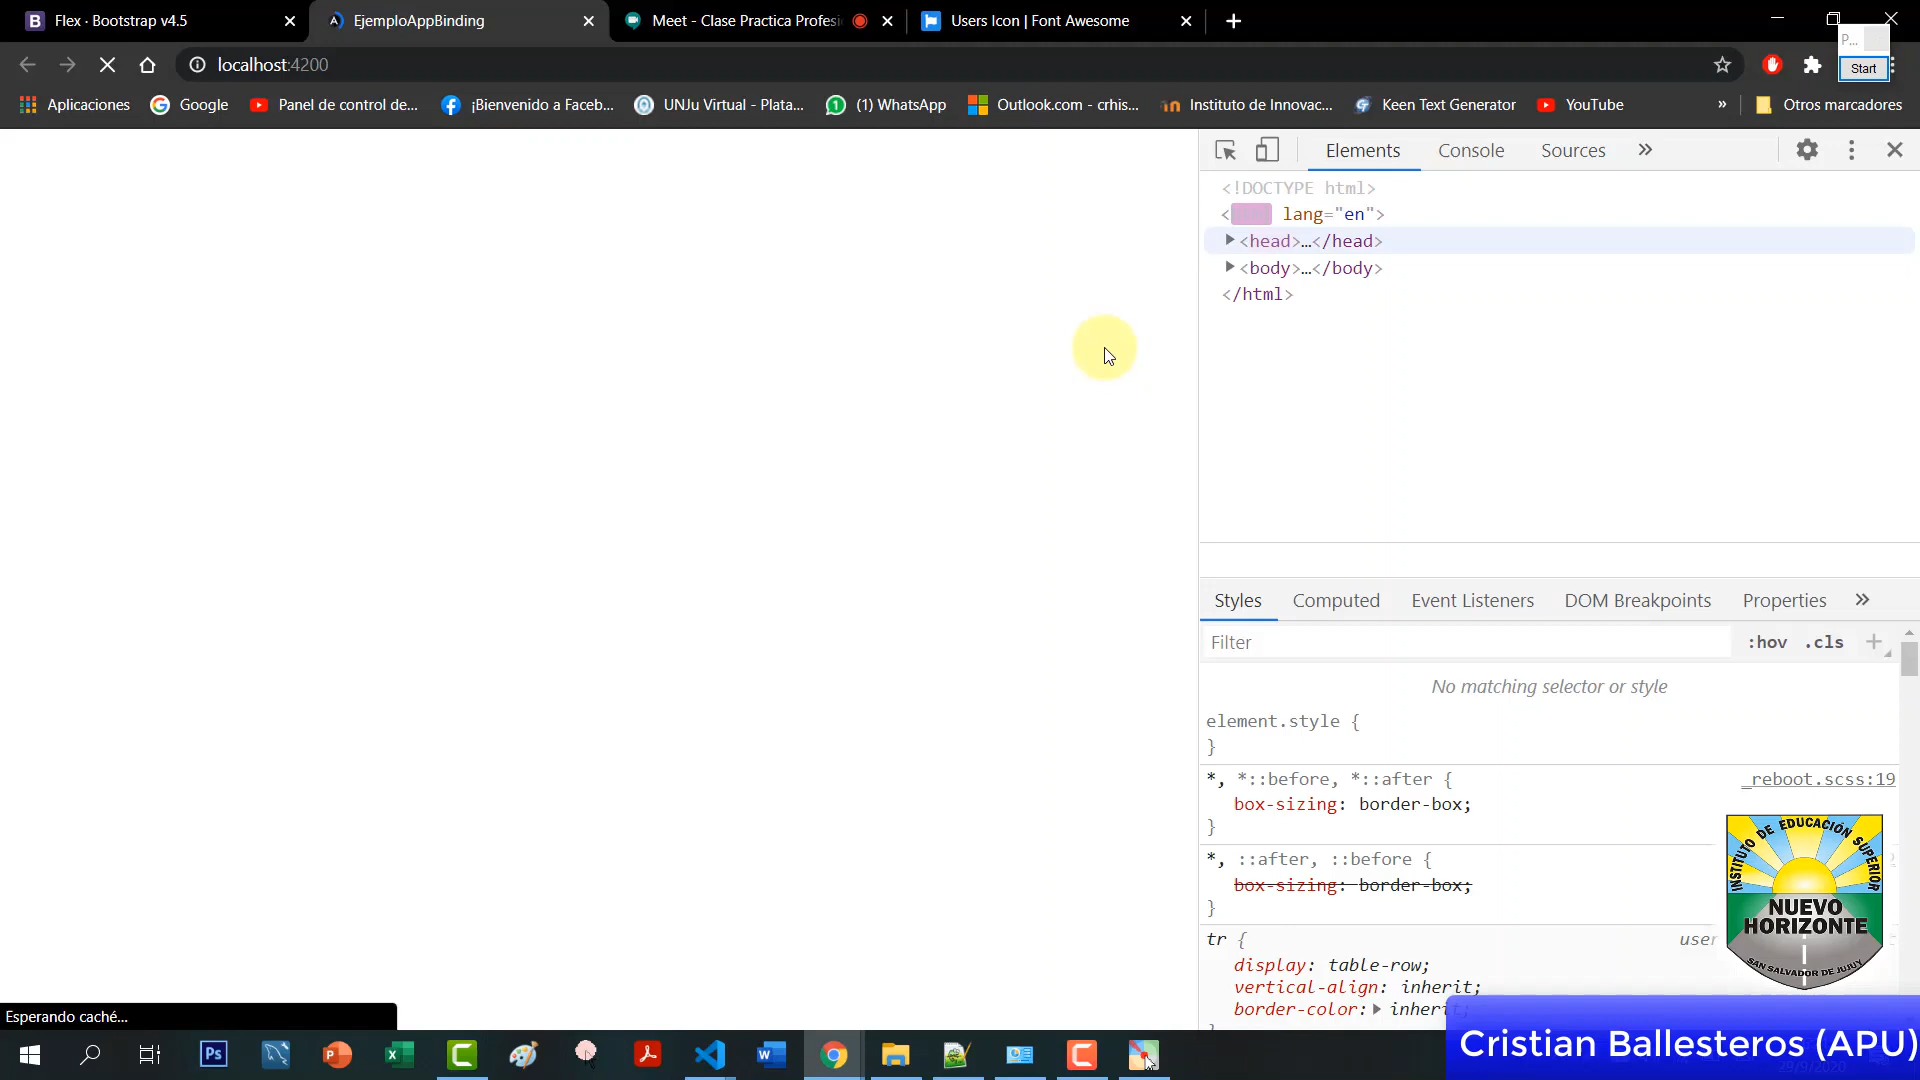 Flex · Bootstrap v4.5
EjemploAppBinding
Meet - Clase Practica Profesi
Users Icon | Font Awesome
P...
Start
localhost:4200
Aplicaciones
Google
Panel de control de...
¡Bienvenido a Faceb...
UNJu Virtual - Plata...
(1) WhatsApp
Outlook.com - crhis...
Instituto de Innovac...
Keen Text Generator
YouTube
»
Otros marcadores
Elements
Console
Sources
»
<!DOCTYPE html>
< lang="en">
<head>…</head>
<body>…</body>
</html>
Styles
Computed
Event Listeners
DOM Breakpoints
Properties
»
Filter
:hov
.cls
+
No matching selector or style
element.style {
}
*, *::before, *::after {
_reboot.scss:19
box-sizing: border-box;
}
*, ::after, ::before {
box-sizing: border-box;
}
tr {
user
display: table-row;
vertical-align: inherit;
border-color: inherit;
INSTITUTO DE EDUCACIÓN SUPERIOR
NUEVO
HORIZONTE
SAN SALVADOR DE JUJUY
Esperando caché...
Cristian Ballesteros (APU)